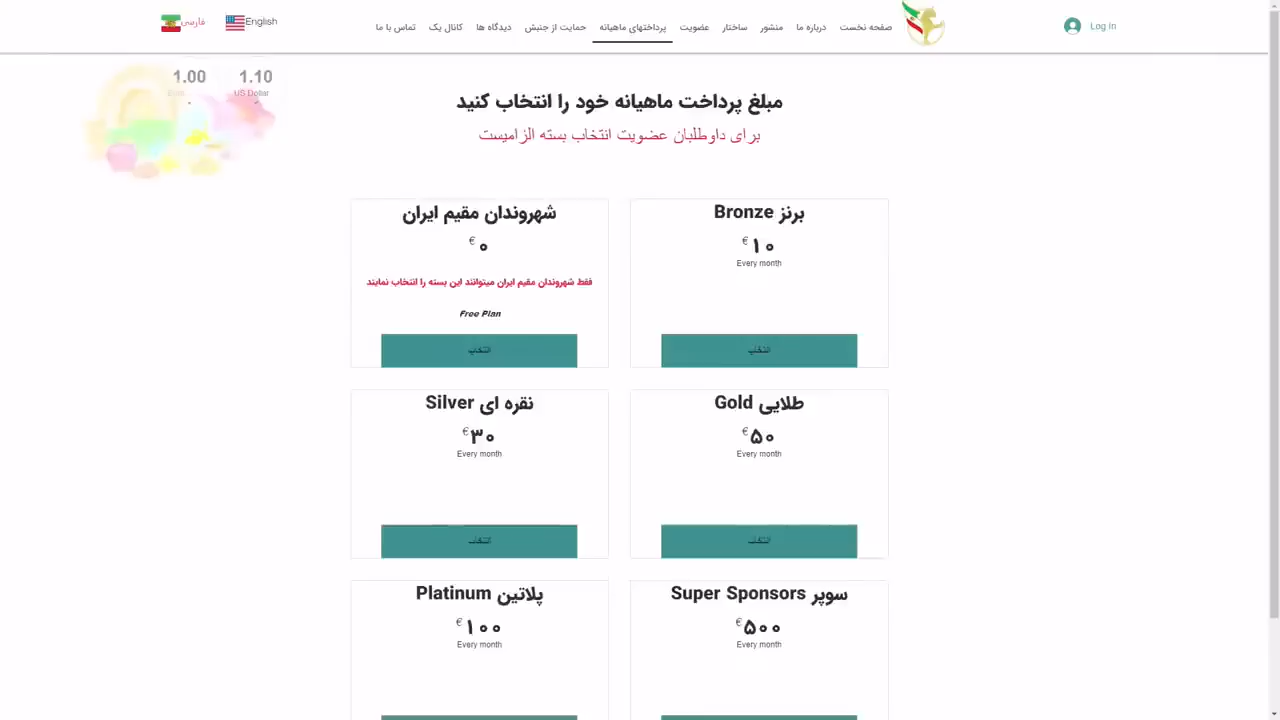 صفحه نخست
درباره ما
منشور
ساختار
عضویت
پرداختهای ماهیانه
حمایت از جنبش
دیدگاه ها
کانال یک
تماس با ما
English
فارسی
Log In
1.00
1.10
US Dollar
مبلغ پرداخت ماهیانه خود را انتخاب کنید
برای داوطلبان عضویت انتخاب بسته الزامیست
برنز Bronze
€۱۰
Every month
انتخاب
شهروندان مقیم ایران
€۰
فقط شهروندان مقیم ایران میتوانند این بسته را انتخاب نمایند
Free Plan
انتخاب
طلایی Gold
€۵۰
Every month
انتخاب
نقره ای Silver
€۳۰
Every month
انتخاب
سوپر Super Sponsors
€۵۰۰
Every month
پلاتین Platinum
€۱۰۰
Every month